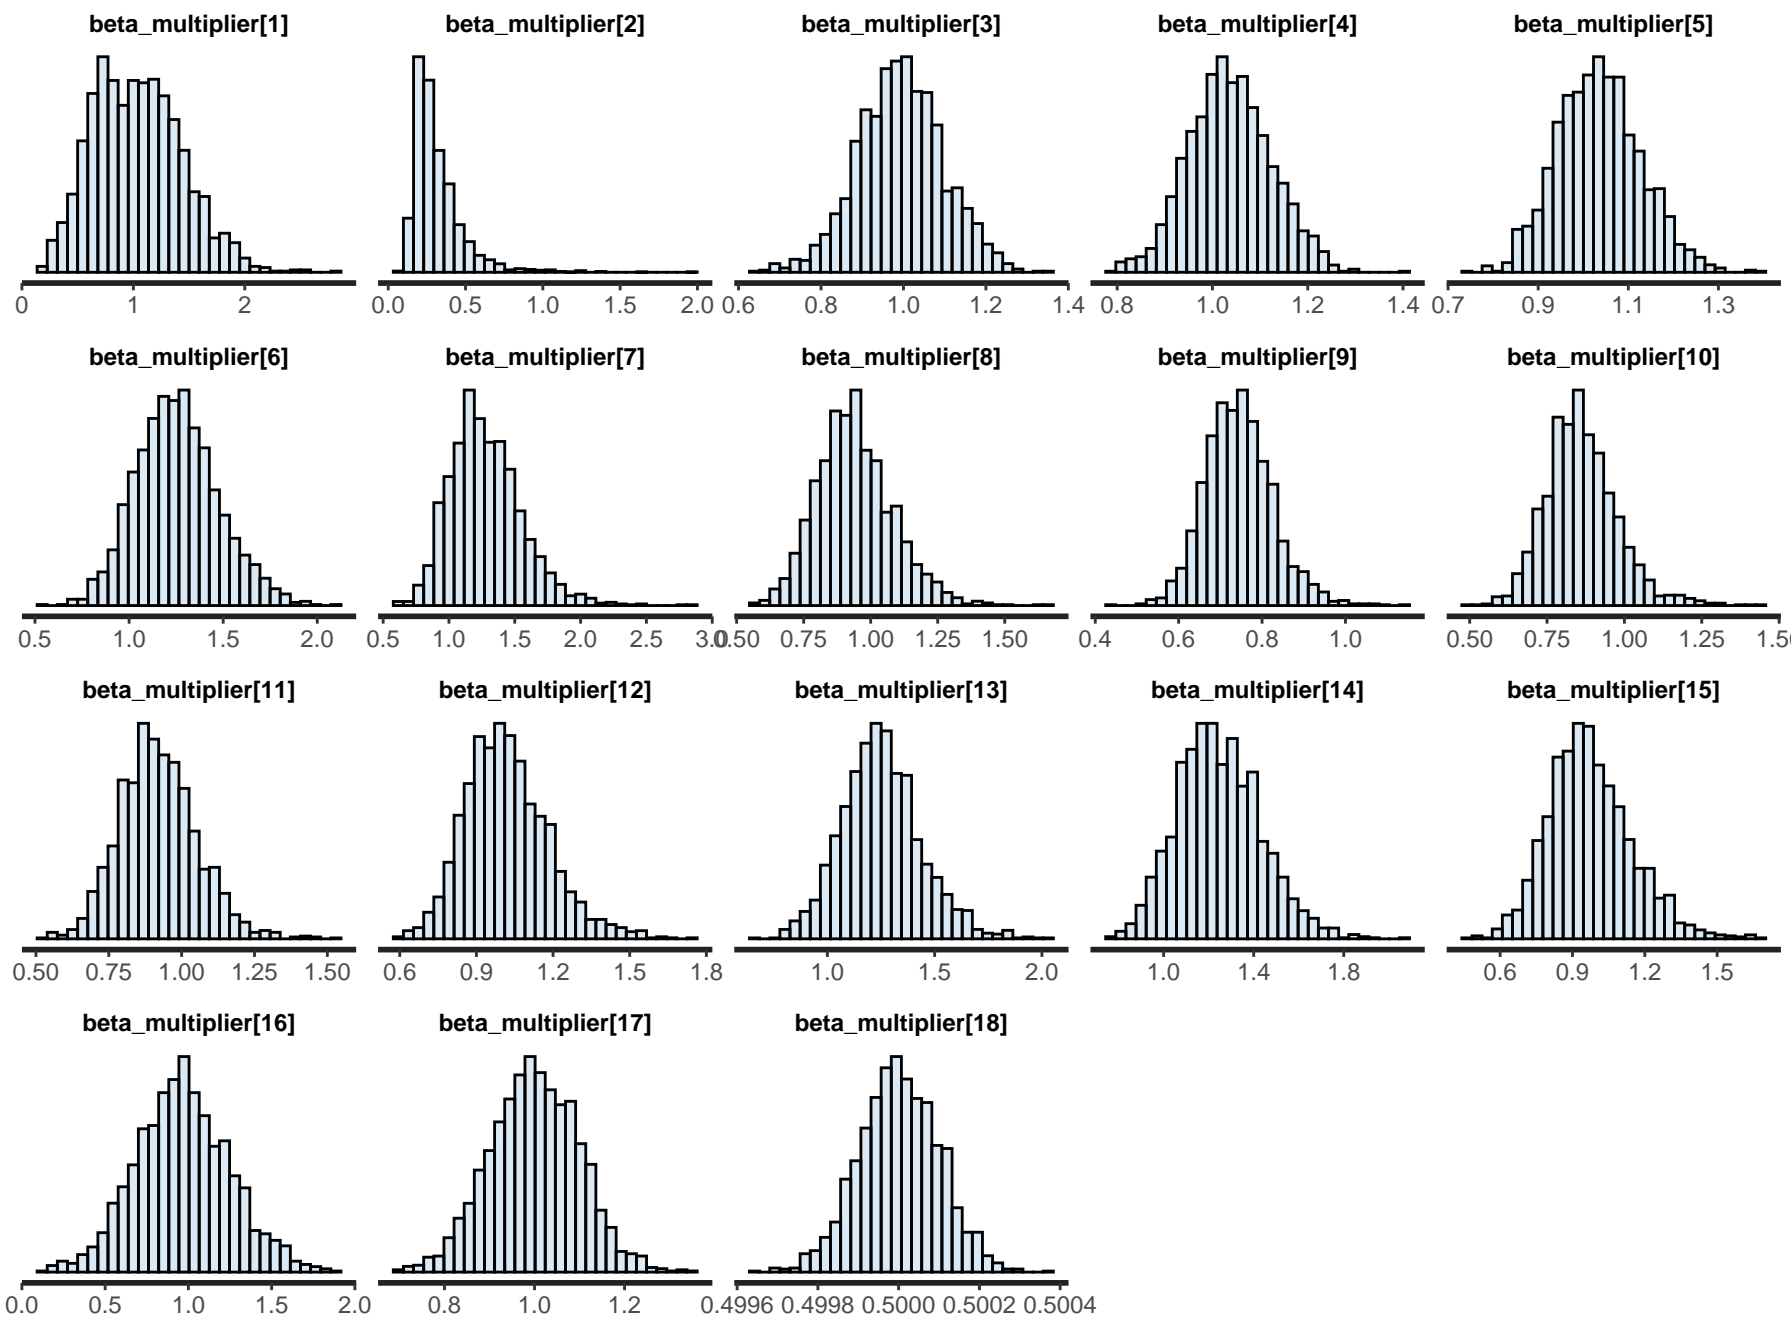 beta_multiplier[1] beta_multiplier[2] beta_multiplier[3] beta_multiplier[4] beta_multiplier[5]
0 1 2 0.0 0.5 1.0 1.5 2.0 0.6 0.8 1.0 1.2 1.4 0.8 1.0 1.2 1.4 0.7 0.9 1.1 1.3
beta_multiplier[6] beta_multiplier[7] beta_multiplier[8] beta_multiplier[9] beta_multiplier[10]
0.5 1.0 1.5 2.0 0.5 1.0 1.5 2.0 2.5 3.0 0.50 0.75 1.00 1.25 1.50 0.4 0.6 0.8 1.0 0.50 0.75 1.00 1.25 1.50
beta_multiplier[11] beta_multiplier[12] beta_multiplier[13] beta_multiplier[14] beta_multiplier[15]
0.50 0.75 1.00 1.25 1.50 0.6 0.9 1.2 1.5 1.8 1.0 1.5 2.0 1.0 1.4 1.8 0.6 0.9 1.2 1.5
beta_multiplier[16] beta_multiplier[17] beta_multiplier[18]
0.0 0.5 1.0 1.5 2.0 0.8 1.0 1.2 0.4996 0.4998 0.5000 0.5002 0.5004